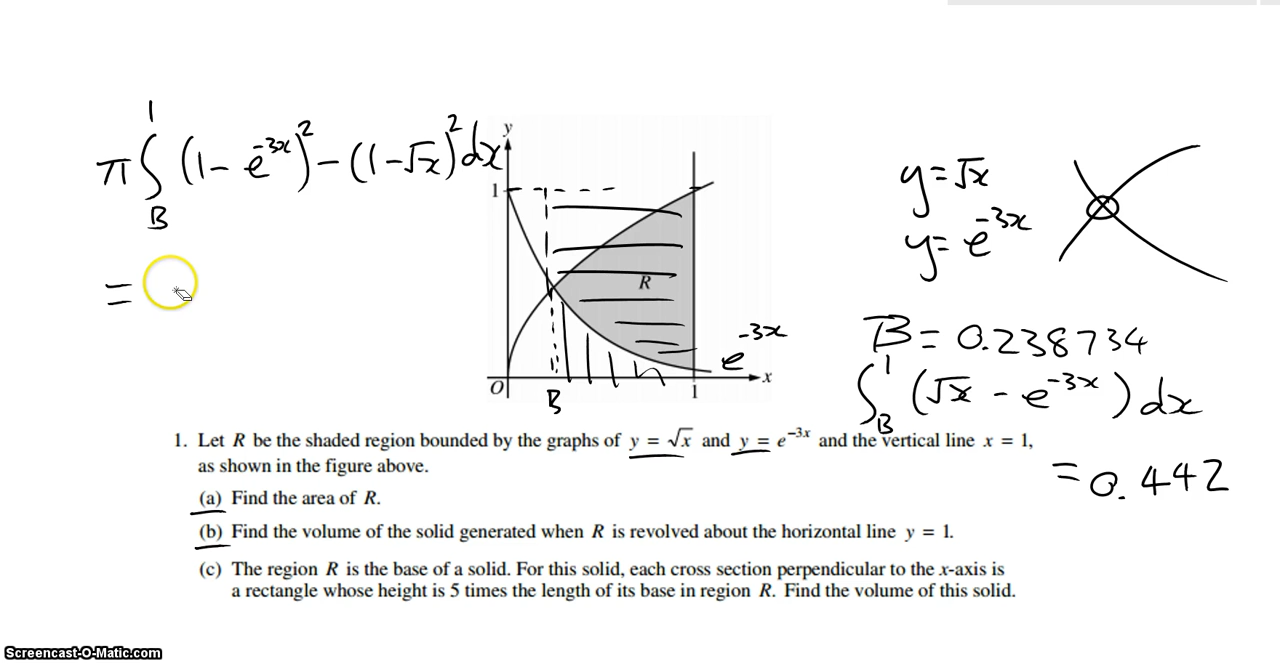 π∫_B^1 (1-e^{-3x})^2-(1-√x)^2dx
=
y
1
R
e^{-3x}
O
x
B
1
y=√x
y=e^{-3x}
B=0.238734
∫_B^1 (√x-e^{-3x})dx
=0.442
1. Let R be the shaded region bounded by the graphs of y = √x and y = e^{-3x} and the vertical line x = 1,
as shown in the figure above.
(a) Find the area of R.
(b) Find the volume of the solid generated when R is revolved about the horizontal line y = 1.
(c) The region R is the base of a solid. For this solid, each cross section perpendicular to the x-axis is
a rectangle whose height is 5 times the length of its base in region R. Find the volume of this solid.
Screencast-O-Matic.com